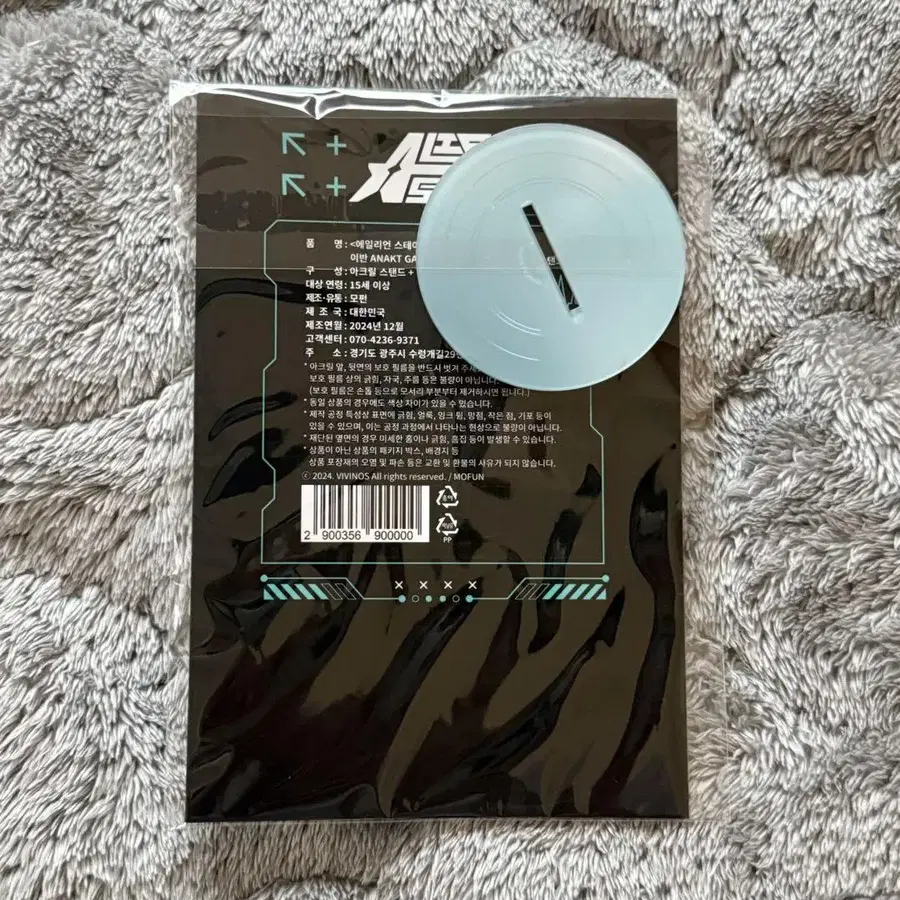 품 명 : <에일리언 스테이
이반 ANAKT GA
구 성 : 아크릴 스탠드 +
대상 연령 : 15세 이상
제조·유통 : 모펀
제 조 국 : 대한민국
제조연월 : 2024년 12월
고객센터 : 070-4236-9371
주 소 : 경기도 광주시 수렁개길29번
* 아크릴 앞, 뒷면의 보호 필름을 반드시 벗겨 주세
보호 필름 상의 긁힘, 자국, 주름 등은 불량이 아닙니다.
(보호 필름은 손톱 등으로 모서리 부분부터 제거하시면 됩니다.)
* 동일 상품의 경우에도 색상 차이가 있을 수 있습니다.
* 제작 공정 특성상 표면에 긁힘, 얼룩, 잉크 튐, 망점, 작은 점, 기포 등이
있을 수 있으며, 이는 공정 과정에서 나타나는 현상으로 불량이 아닙니다.
* 재단된 옆면의 경우 미세한 홈이나 긁힘, 흠집 등이 발생할 수 있습니다.
* 상품이 아닌 상품의 패키지 박스, 배경지 등
상품 포장재의 오염 및 파손 등은 교환 및 환불의 사유가 되지 않습니다.
ⓒ 2024. VIVINOS All rights reserved. / MOFUN
2 900356 900000
PP